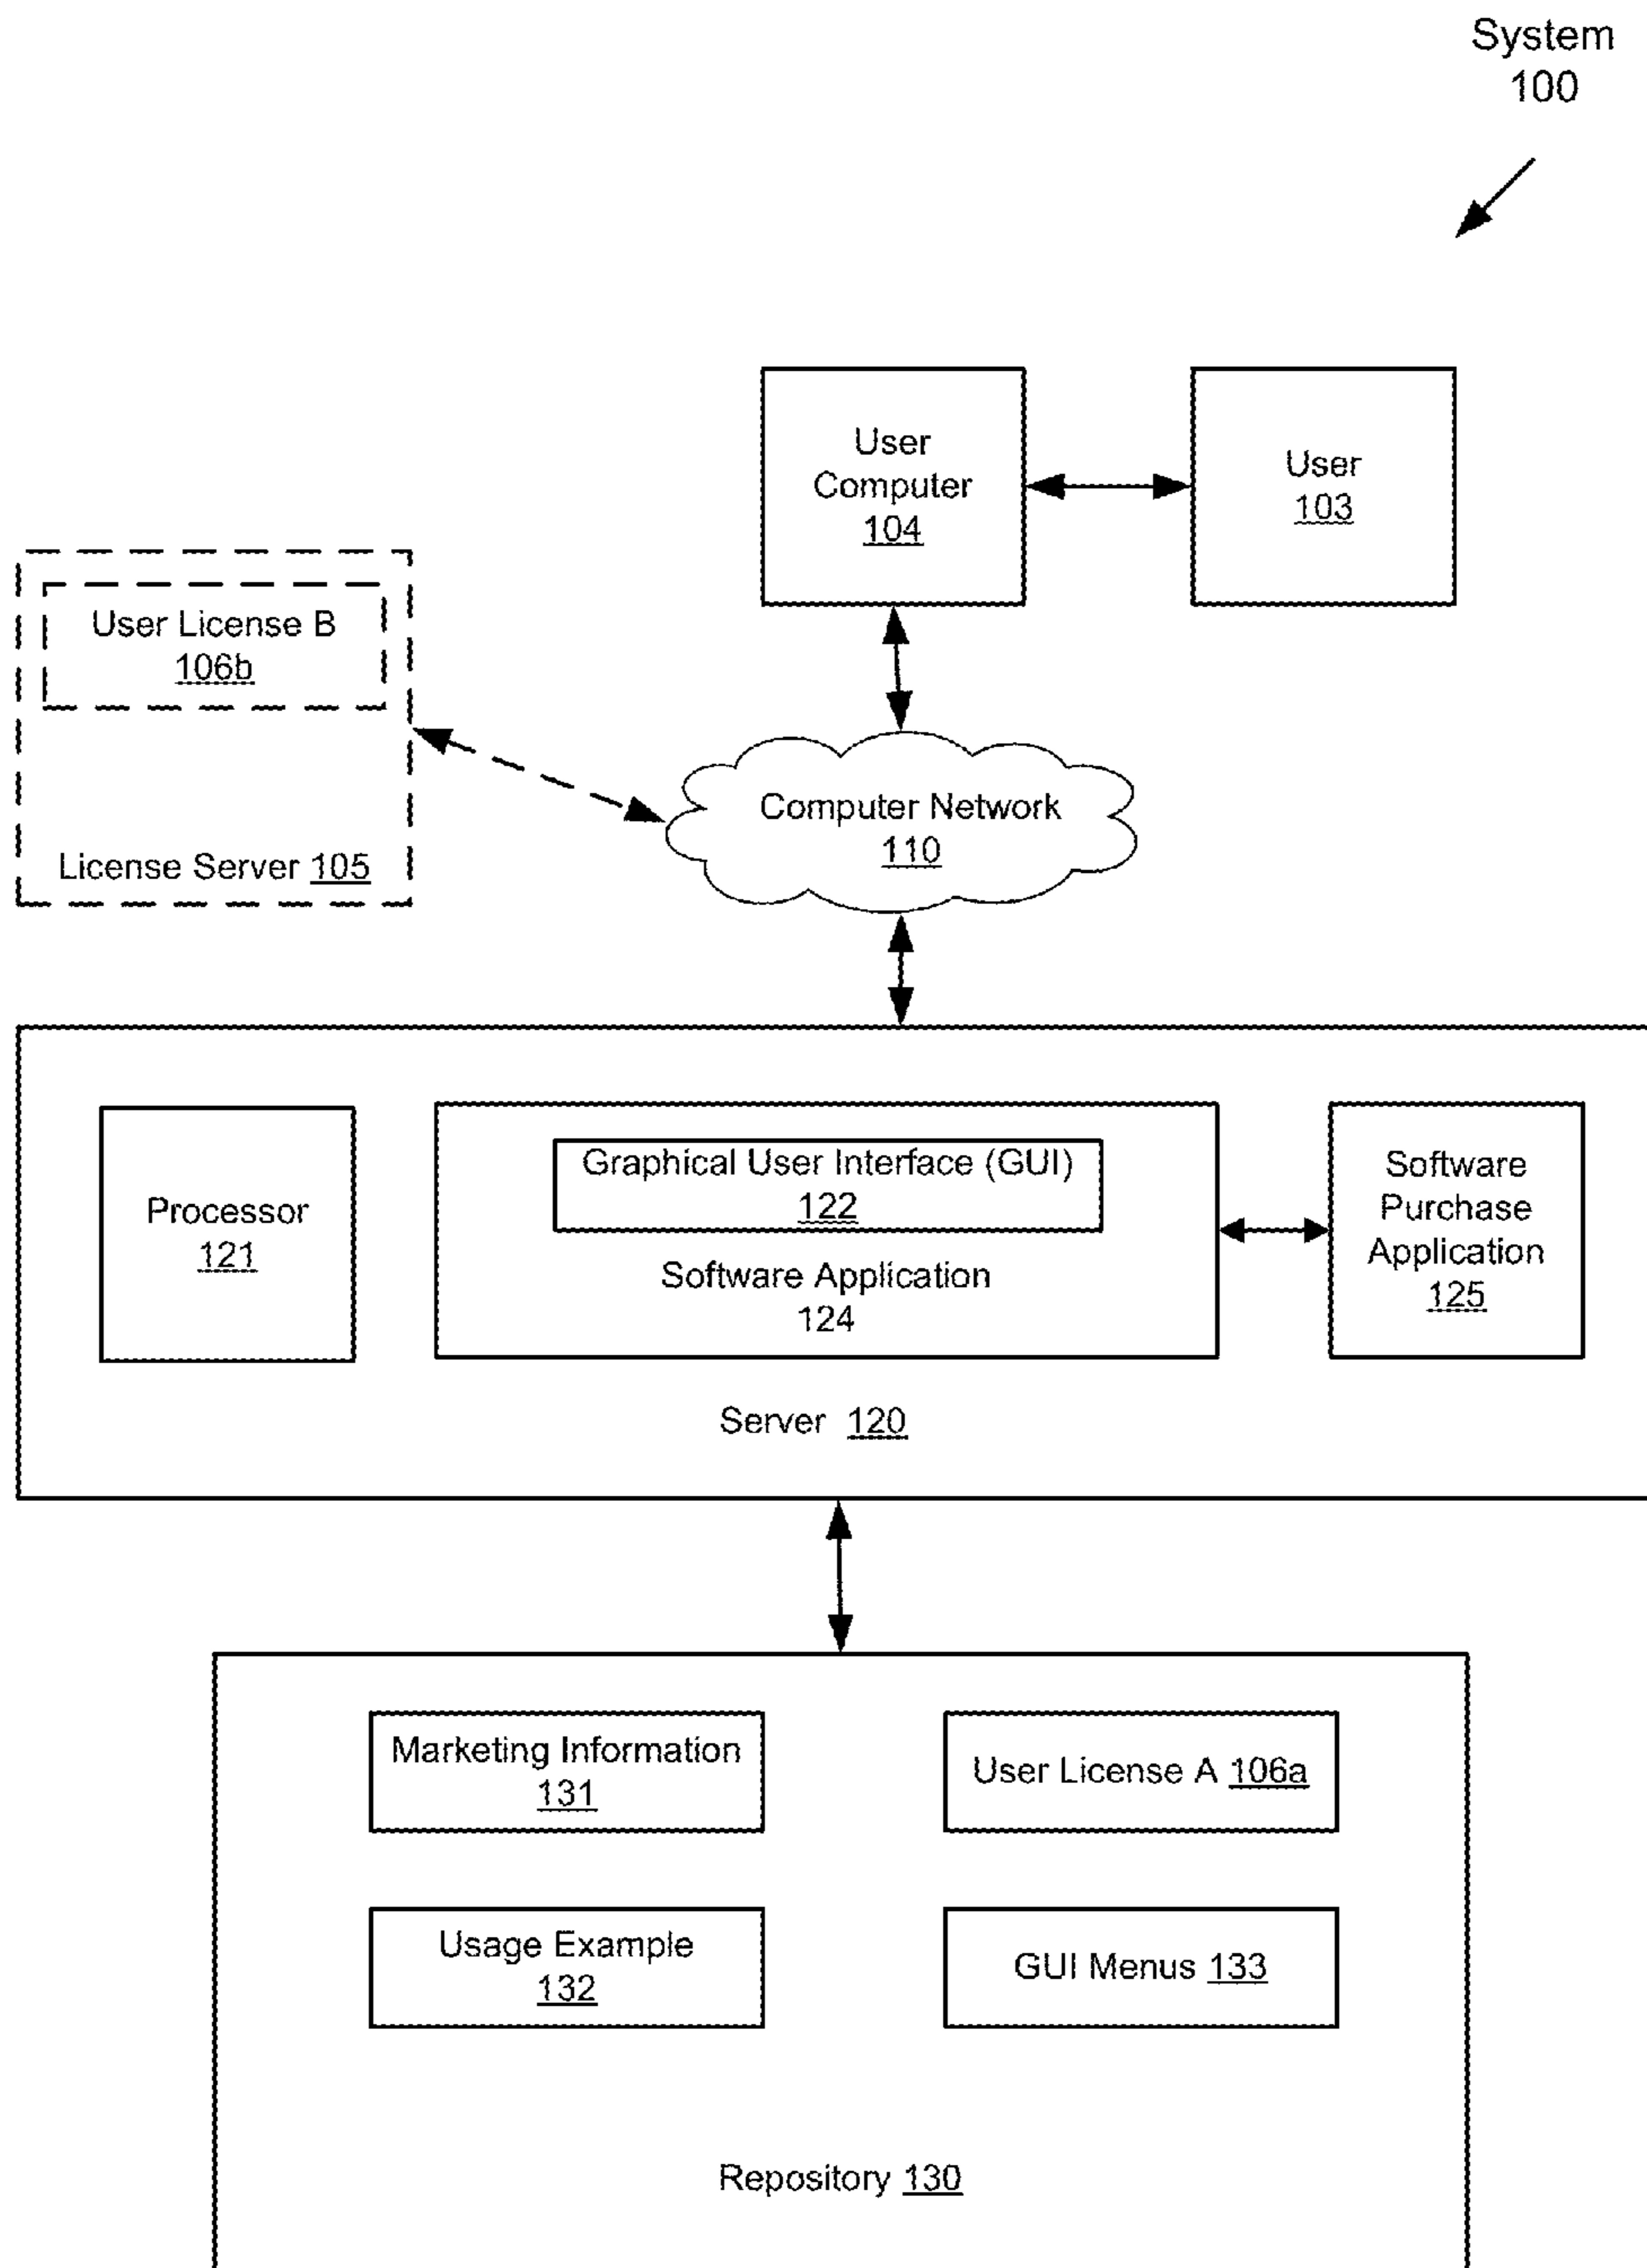 System
100
User
Computer
104
User
103
User License B
106b
License Server 105
Computer Network
110
Processor
121
Graphical User Interface (GUI)
122
Software Application
124
Software
Purchase
Application
125
Server 120
Marketing Information
131
User License A 106a
Usage Example
132
GUI Menus 133
Repository 130